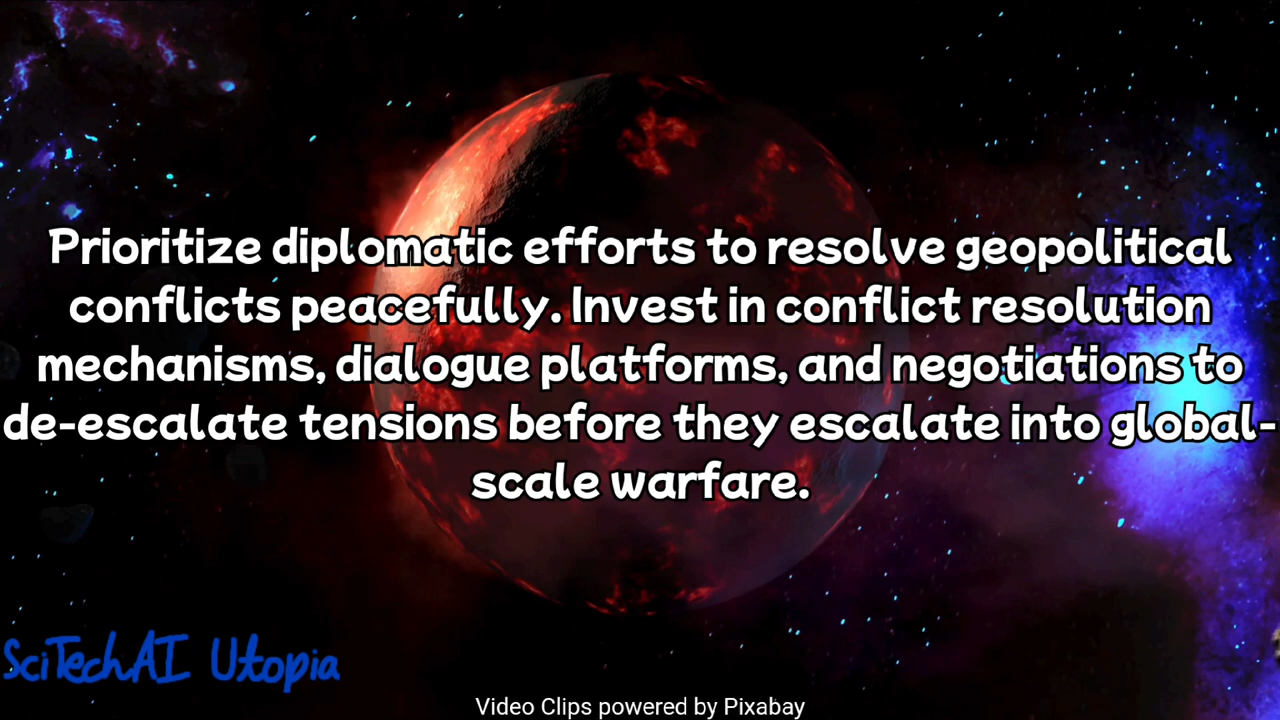 Prioritize diplomatic efforts to resolve geopolitical
conflicts peacefully. Invest in conflict resolution
mechanisms, dialogue platforms, and negotiations to
de-escalate tensions before they escalate into global-
scale warfare.
SciTechAI Utopia
Video Clips powered by Pixabay